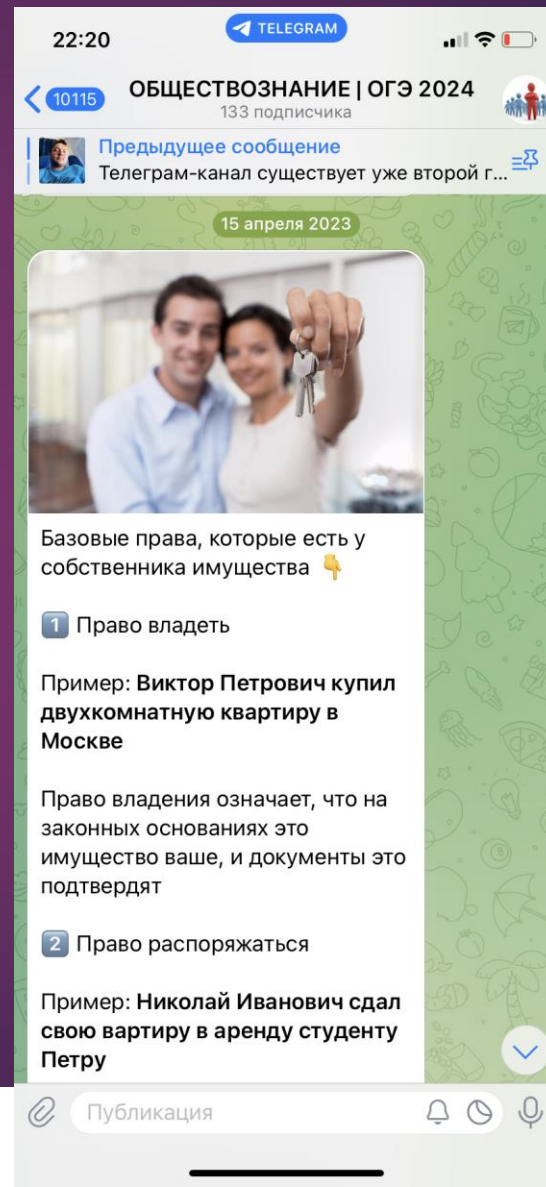 22:20
TELEGRAM
10115
ОБЩЕСТВОЗНАНИЕ | ОГЭ 2024
133 подписчика
Предыдущее сообщение
Телеграм-канал существует уже второй г...
15 апреля 2023
Базовые права, которые есть у
собственника имущества 👇
1️⃣ Право владеть
Пример: Виктор Петрович купил
двухкомнатную квартиру в
Москве
Право владения означает, что на
законных основаниях это
имущество ваше, и документы это
подтвердят
2️⃣ Право распоряжаться
Пример: Николай Иванович сдал
свою вартиру в аренду студенту
Петру
Публикация